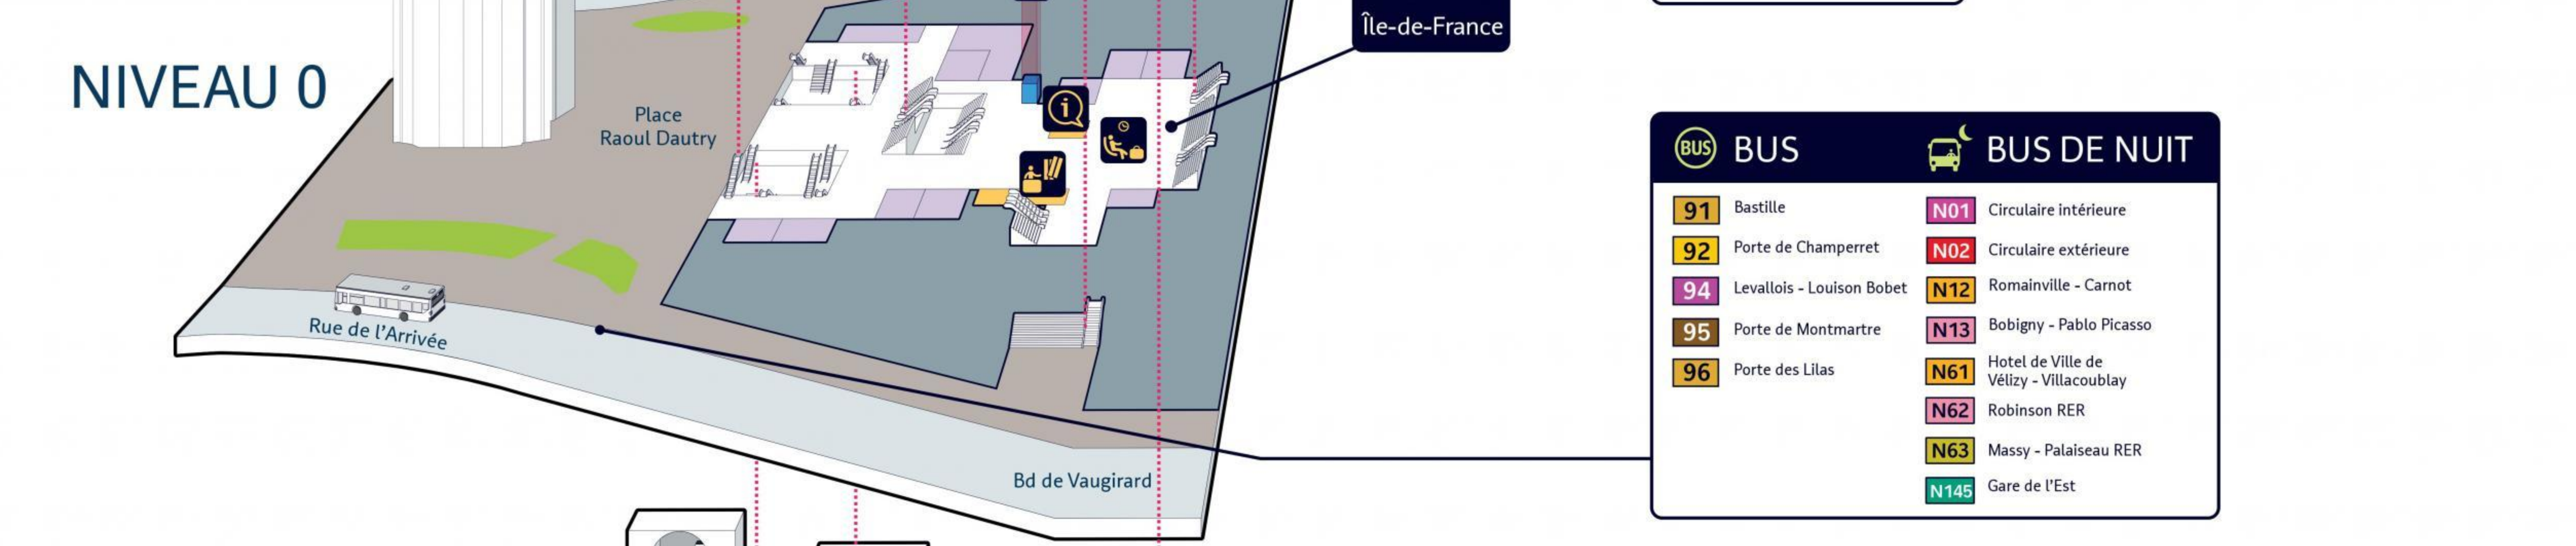 NIVEAU 0
Place
Raoul Dautry
Rue de l'Arrivée
Bd de Vaugirard
i
Île-de-France
BUS BUS
91 Bastille
92 Porte de Champerret
94 Levallois - Louison Bobet
95 Porte de Montmartre
96 Porte des Lilas
BUS DE NUIT
N01 Circulaire intérieure
N02 Circulaire extérieure
N12 Romainville - Carnot
N13 Bobigny - Pablo Picasso
N61 Hotel de Ville de
Vélizy - Villacoublay
N62 Robinson RER
N63 Massy - Palaiseau RER
N145 Gare de l'Est